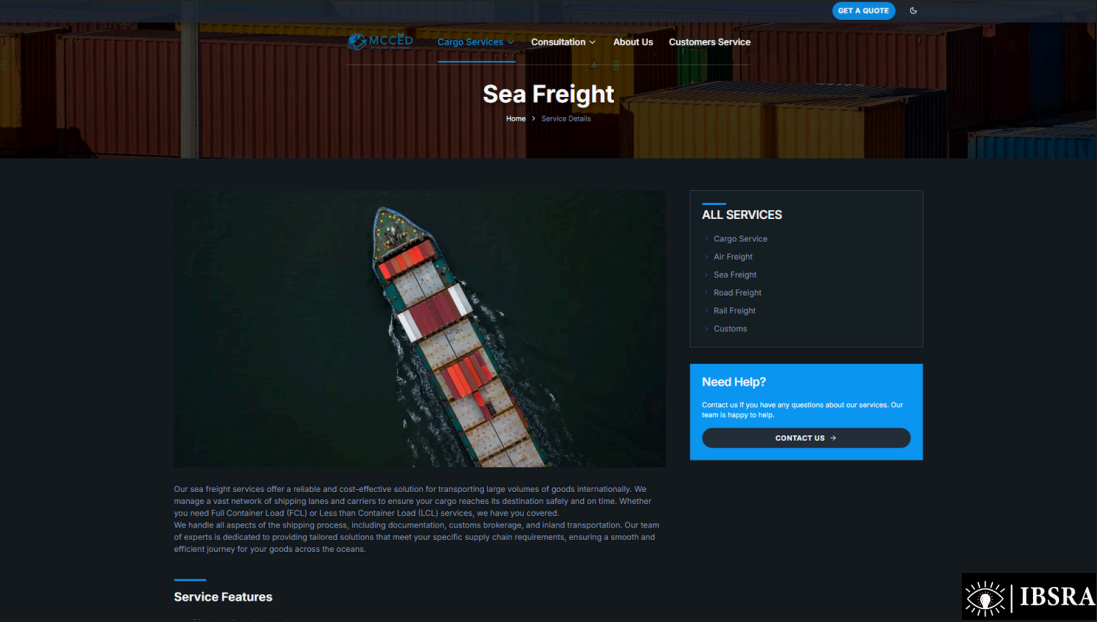 GET A QUOTE
MCCED
Cargo Services
Consultation
About Us
Customers Service
Sea Freight
Home
Service Details
ALL SERVICES
Cargo Service
Air Freight
Sea Freight
Road Freight
Rail Freight
Customs
Need Help?
Contact us if you have any questions about our services. Our
team is happy to help.
CONTACT US
Our sea freight services offer a reliable and cost-effective solution for transporting large volumes of goods internationally. We
manage a vast network of shipping lanes and carriers to ensure your cargo reaches its destination safely and on time. Whether
you need Full Container Load (FCL) or Less than Container Load (LCL) services, we have you covered.
We handle all aspects of the shipping process, including documentation, customs brokerage, and inland transportation. Our team
of experts is dedicated to providing tailored solutions that meet your specific supply chain requirements, ensuring a smooth and
efficient journey for your goods across the oceans.
Service Features
IBSRA